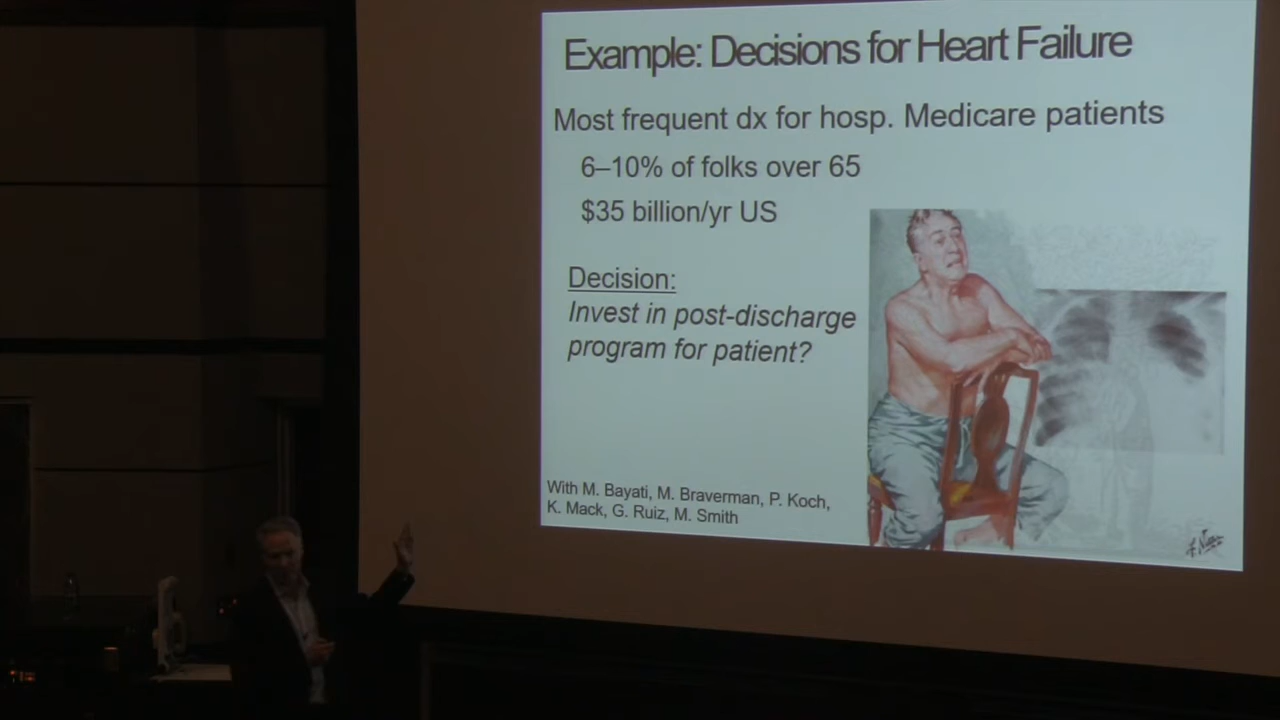 Example: Decisions for Heart Failure
Most frequent dx for hosp. Medicare patients
6–10% of folks over 65
$35 billion/yr US
Decision:
Invest in post-discharge
program for patient?
With M. Bayati, M. Braverman, P. Koch,
K. Mack, G. Ruiz, M. Smith